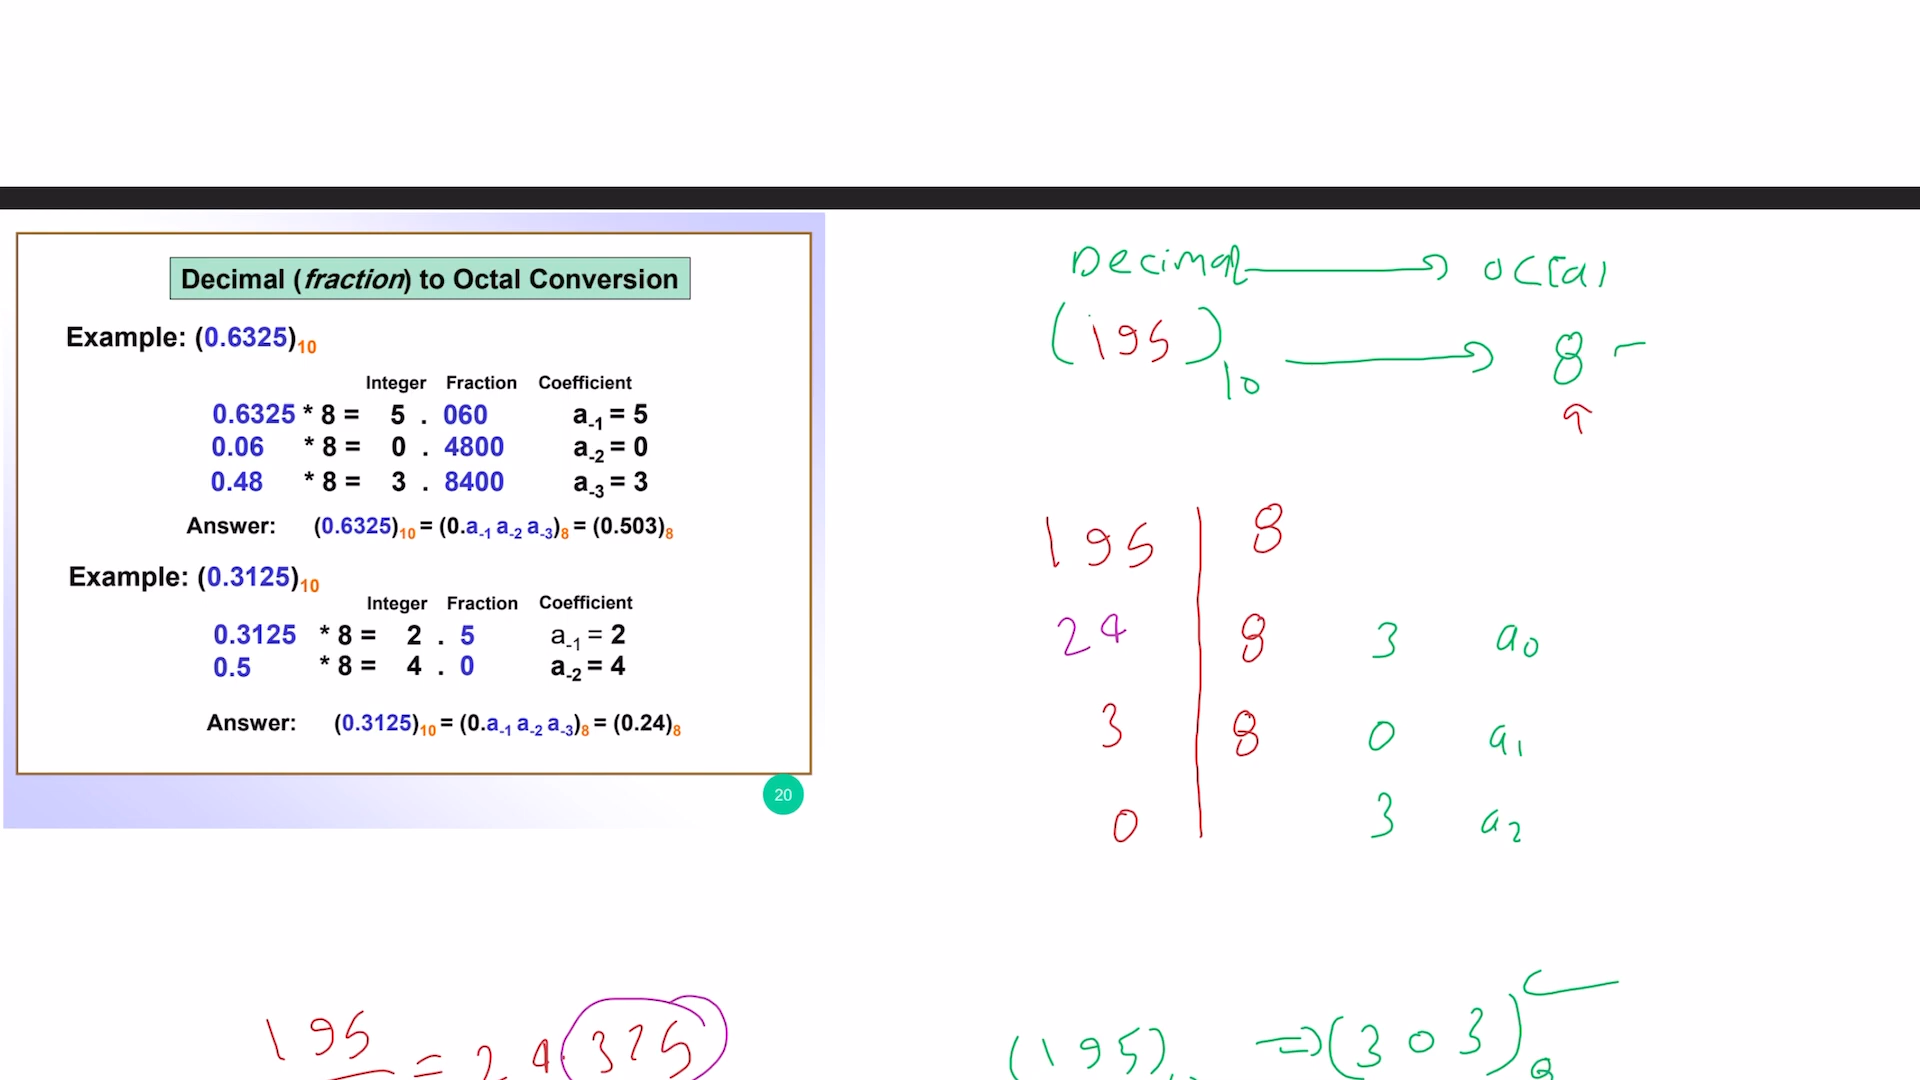 Decimal (fraction) to Octal Conversion
Example: (0.6325)10
Integer Fraction Coefficient
0.6325 * 8 = 5 . 060 a-1 = 5
0.06 * 8 = 0 . 4800 a-2 = 0
0.48 * 8 = 3 . 8400 a-3 = 3
Answer: (0.6325)10 = (0.a-1 a-2 a-3)8 = (0.503)8
Example: (0.3125)10
Integer Fraction Coefficient
0.3125 * 8 = 2 . 5 a-1 = 2
0.5 * 8 = 4 . 0 a-2 = 4
Answer: (0.3125)10 = (0.a-1 a-2 a-3)8 = (0.24)8
20
Decimal → octal
(195)10 → 8
195 8
24 8 3 a0
3 8 0 a1
0 3 a2
195 = 24.375
(195) => (303)8